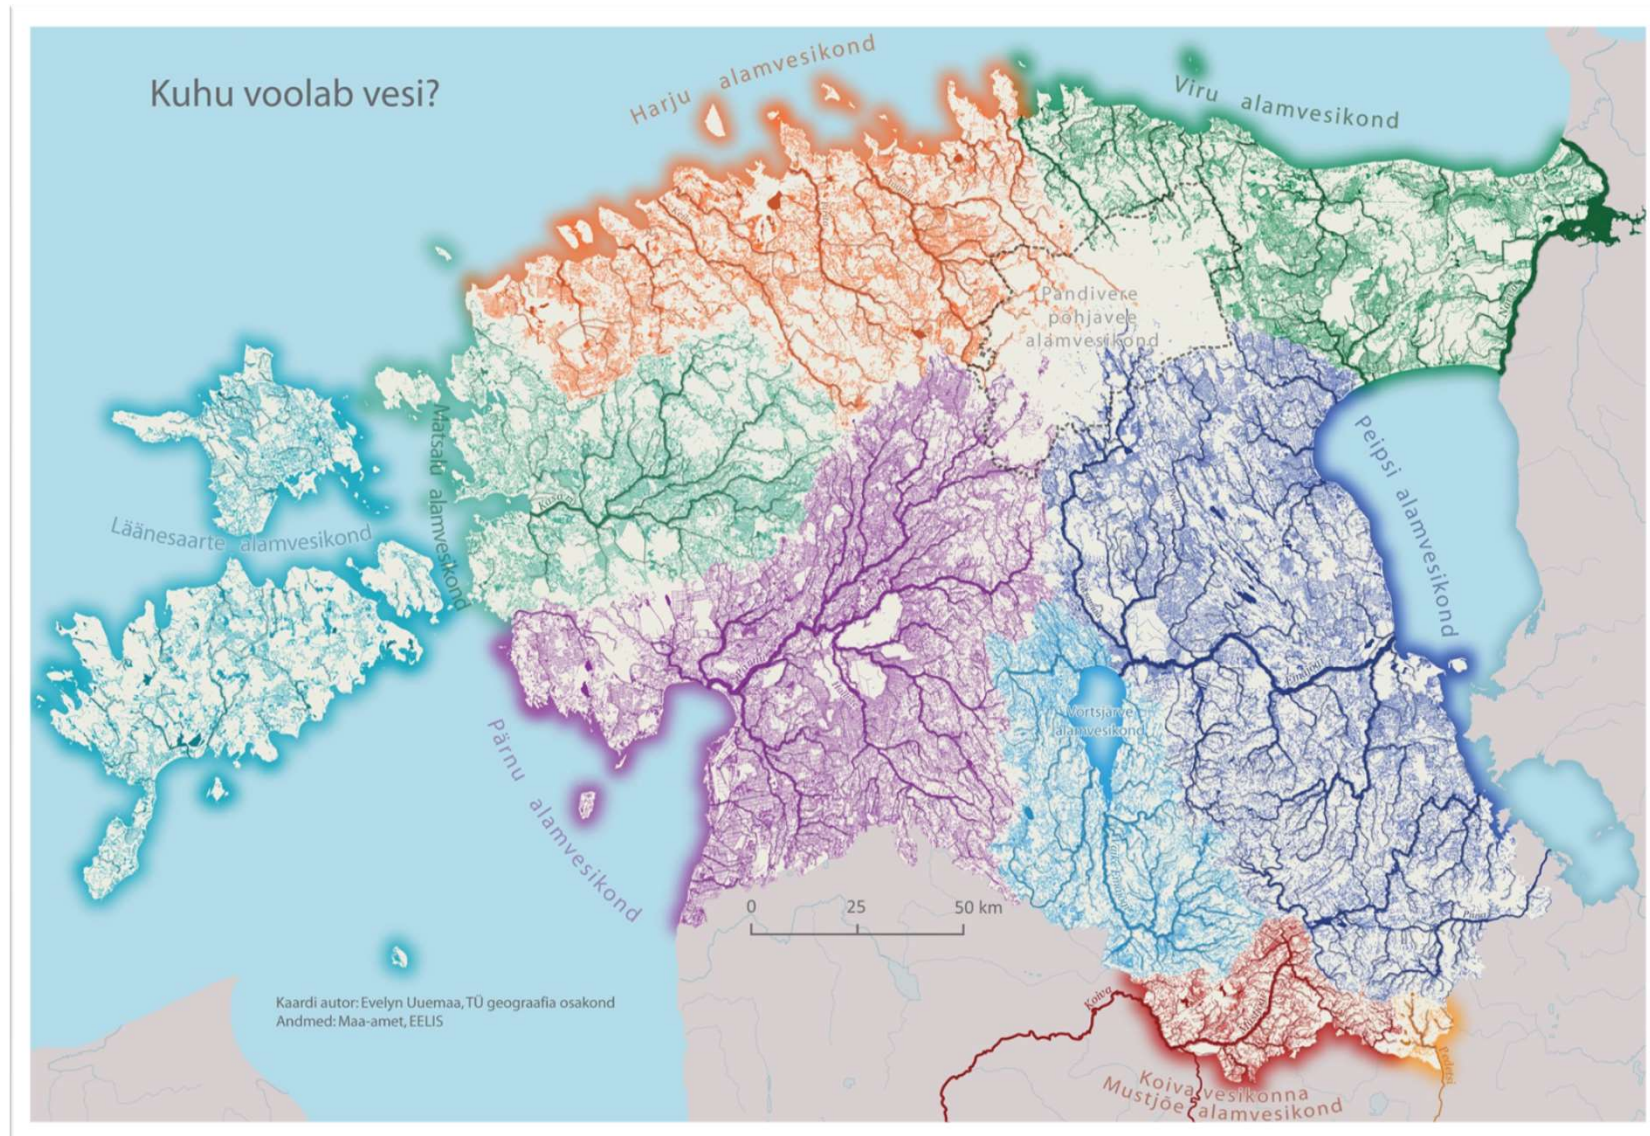 Kuhu voolab vesi?
Harju alamvesikond
Viru alamvesikond
Pandivere
põhjavee
alamvesikond
Matsalu alamvesikond
Läänesaarte alamvesikond
Peipsi alamvesikond
Võrtsjärve
alamvesikond
Pärnu alamvesikond
0 25 50 km
Koiva
Piusa
Pedetsi
Koiva vesikonna
Mustjõe alamvesikond
Kaardi autor: Evelyn Uuemaa, TÜ geograafia osakond
Andmed: Maa-amet, EELIS